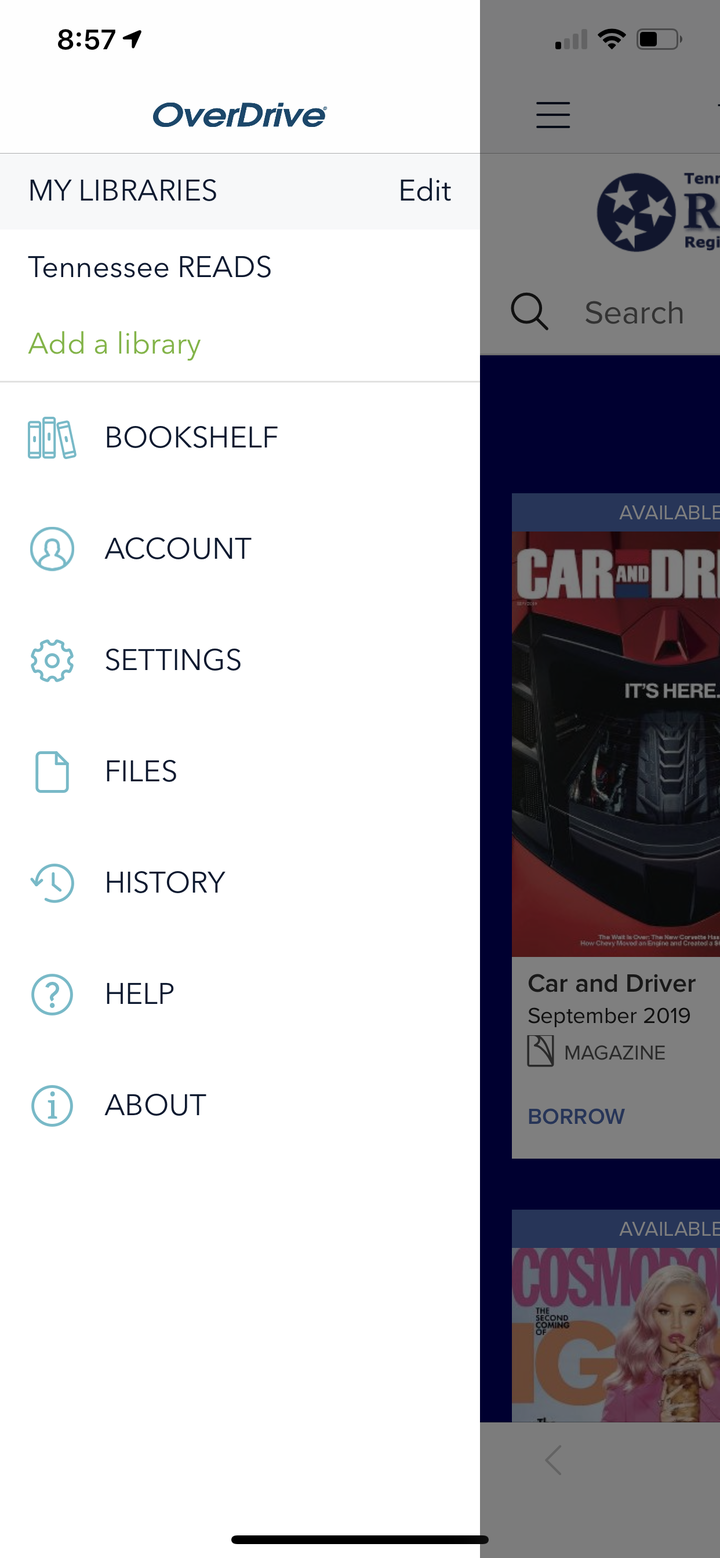 8:57
OverDrive
MY LIBRARIES Edit
Tennessee READS
Add a library
BOOKSHELF
ACCOUNT
SETTINGS
FILES
HISTORY
HELP
ABOUT
Tenn
R
Regi
Search
AVAILABLE
CAR AND DRI
IT'S HERE.
The Wait Is Over: The New Corvette Has
How Chevy Moved an Engine and Created a
Car and Driver
September 2019
MAGAZINE
BORROW
AVAILABLE
COSMOPO
THE
SECOND
COMING
OF
IG